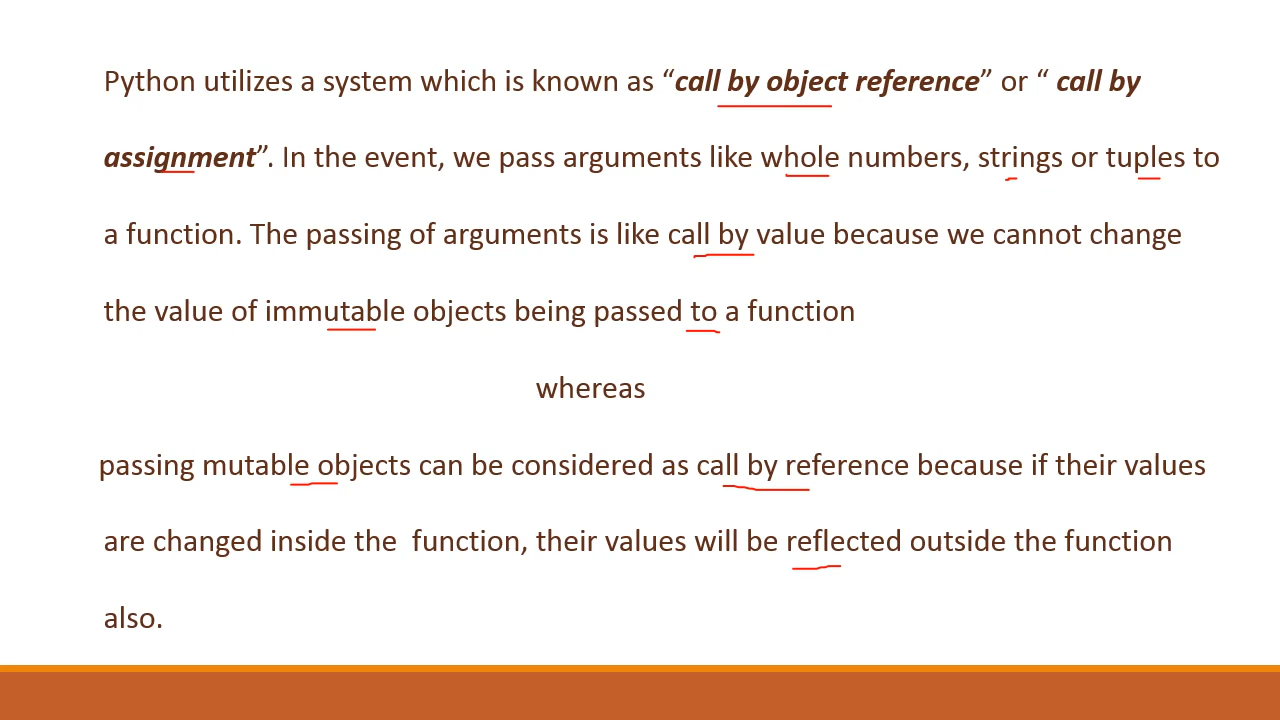 Python utilizes a system which is known as “call by object reference” or “ call by
assignment”. In the event, we pass arguments like whole numbers, strings or tuples to
a function. The passing of arguments is like call by value because we cannot change
the value of immutable objects being passed to a function
whereas
passing mutable objects can be considered as call by reference because if their values
are changed inside the  function, their values will be reflected outside the function
also.